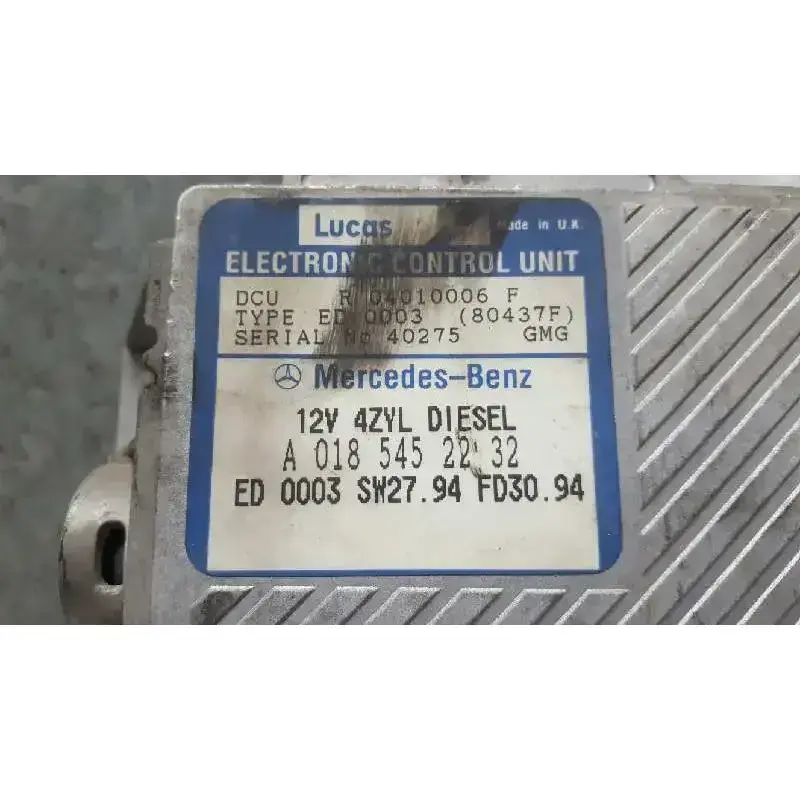 Lucas
Made in U.K.
ELECTRONIC CONTROL UNIT
DCU R 04010006 F
TYPE ED 0003 (80437F)
SERIAL No 40275 GMG
Mercedes-Benz
12V 4ZYL DIESEL
A 018 545 22 32
ED 0003 SW27.94 FD30.94